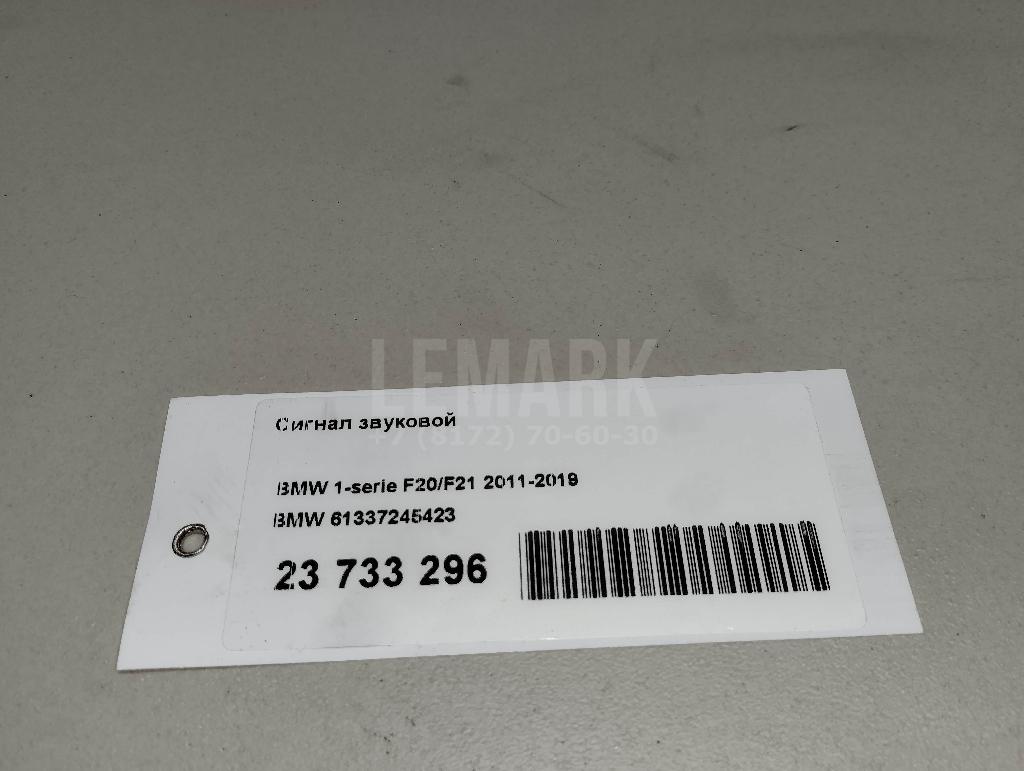 LEMARK
+7 (8172) 70-60-30
Сигнал звуковой
BMW 1-serie F20/F21 2011-2019
BMW 61337245423
23 733 296